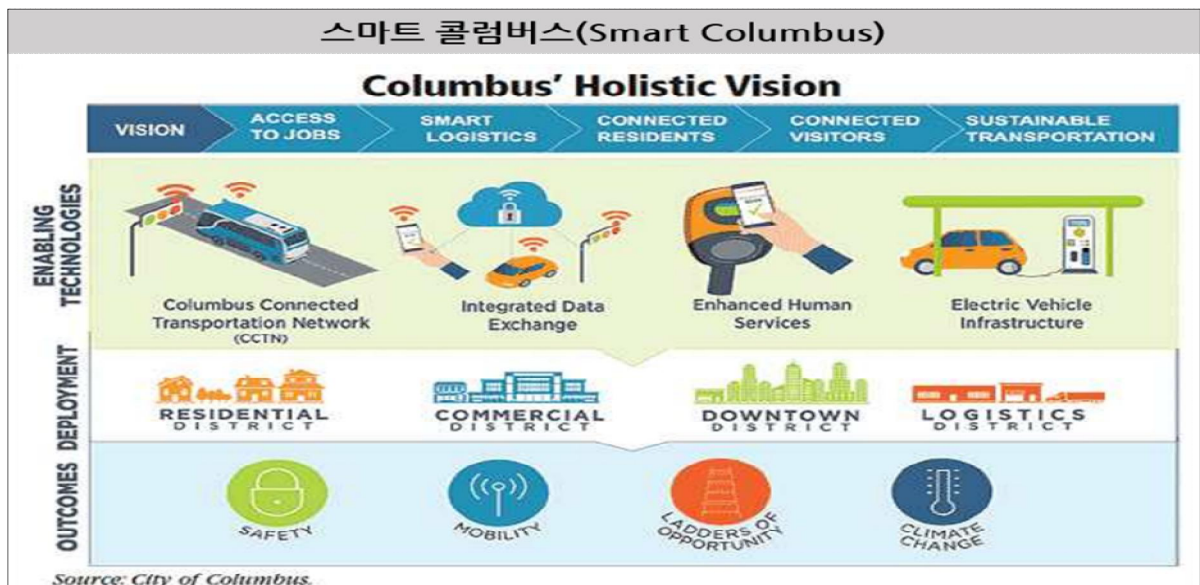 스마트 콜럼버스(Smart Columbus)
Columbus' Holistic Vision
VISION
ACCESS
TO JOBS
SMART
LOGISTICS
CONNECTED
RESIDENTS
CONNECTED
VISITORS
SUSTAINABLE
TRANSPORTATION
ENABLING
TECHNOLOGIES
Columbus Connected
Transportation Network
(CCTN)
Integrated Data
Exchange
Enhanced Human
Services
Electric Vehicle
Infrastructure
DEPLOYMENT
RESIDENTIAL
DISTRICT
COMMERCIAL
DISTRICT
DOWNTOWN
DISTRICT
LOGISTICS
DISTRICT
OUTCOMES
SAFETY
MOBILITY
LADDERS OF
OPPORTUNITY
CLIMATE
CHANGE
Source: City of Columbus.